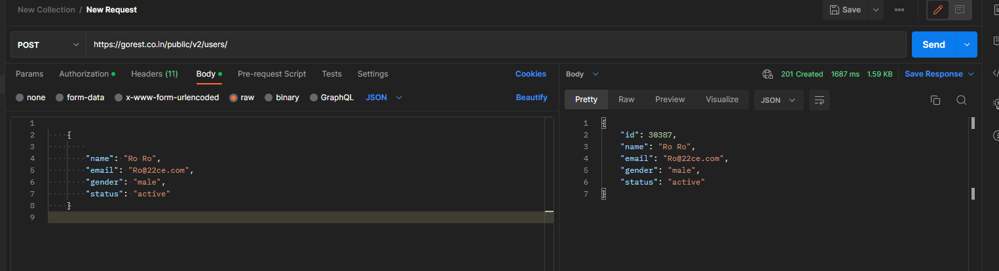 New Collection / New Request
Save
POST
https://gorest.co.in/public/v2/users/
Send
Params Authorization Headers (11) Body Pre-request Script Tests Settings Cookies
none form-data x-www-form-urlencoded raw binary GraphQL JSON Beautify
1
2 {
3
4 "name": "Ro Ro",
5 "email": "Ro@22ce.com",
6 "gender": "male",
7 "status": "active"
8 }
9
Body 201 Created 1687 ms 1.59 KB Save Response
Pretty Raw Preview Visualize JSON
1 {
2 "id": 30387,
3 "name": "Ro Ro",
4 "email": "Ro@22ce.com",
5 "gender": "male",
6 "status": "active"
7 }